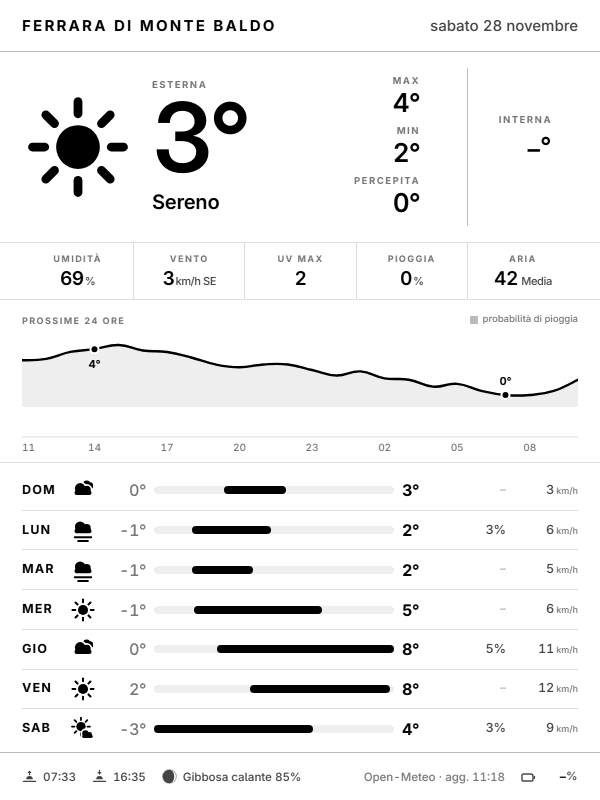 FERRARA DI MONTE BALDO
sabato 28 novembre
ESTERNA
3°
Sereno
MAX
4°
MIN
2°
PERCEPITA
0°
INTERNA
–°
UMIDITÀ
69%
VENTO
3km/h SE
UV MAX
2
PIOGGIA
0%
ARIA
42 Media
PROSSIME 24 ORE
probabilità di pioggia
4°
0°
11 14 17 20 23 02 05 08
DOM 0° 3° – 3 km/h
LUN -1° 2° 3% 6 km/h
MAR -1° 2° – 5 km/h
MER -1° 5° – 6 km/h
GIO 0° 8° 5% 11 km/h
VEN 2° 8° – 12 km/h
SAB -3° 4° 3% 9 km/h
07:33 16:35 Gibbosa calante 85% Open-Meteo · agg. 11:18 –%